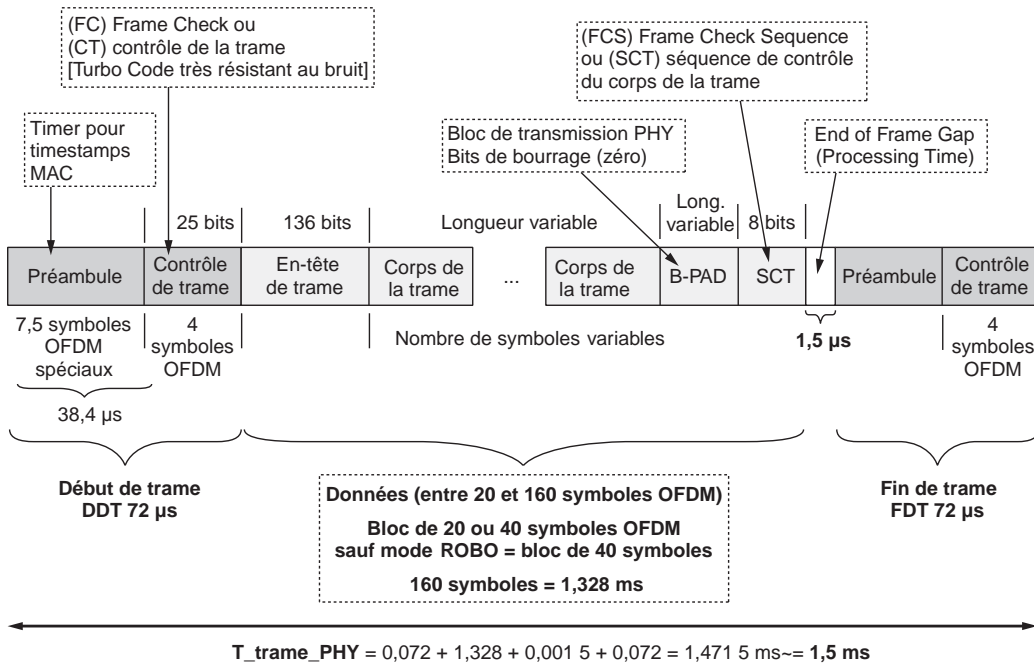 (FC) Frame Check ou
(CT) contrôle de la trame
[Turbo Code très résistant au bruit]
(FCS) Frame Check Sequence
ou (SCT) séquence de contrôle
du corps de la trame
Timer pour
timestamps
MAC
Bloc de transmission PHY
Bits de bourrage (zéro)
End of Frame Gap
(Processing Time)
25 bits
136 bits
Longueur variable
Long.
variable
8 bits
Préambule
Contrôle
de trame
En-tête
de trame
Corps de
la trame
...
Corps de
la trame
B-PAD
SCT
Préambule
Contrôle
de trame
7,5 symboles
OFDM
spéciaux
4
symboles
OFDM
Nombre de symboles variables
1,5 µs
4
symboles
OFDM
38,4 µs
Début de trame
DDT 72 µs
Données (entre 20 et 160 symboles OFDM)
Bloc de 20 ou 40 symboles OFDM
sauf mode ROBO = bloc de 40 symboles
160 symboles = 1,328 ms
Fin de trame
FDT 72 µs
T_trame_PHY = 0,072 + 1,328 + 0,001 5 + 0,072 = 1,471 5 ms~= 1,5 ms